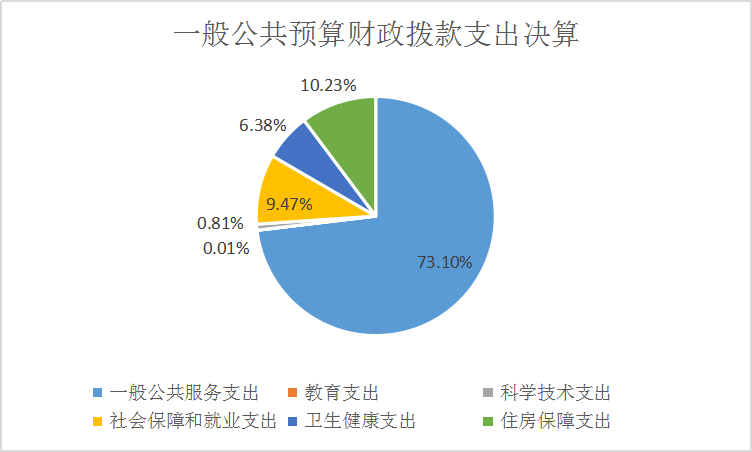 一般公共预算财政拨款支出决算
10.23%
6.38%
9.47%
0.81%
0.01%
73.10%
一般公共服务支出 教育支出 科学技术支出
社会保障和就业支出 卫生健康支出 住房保障支出